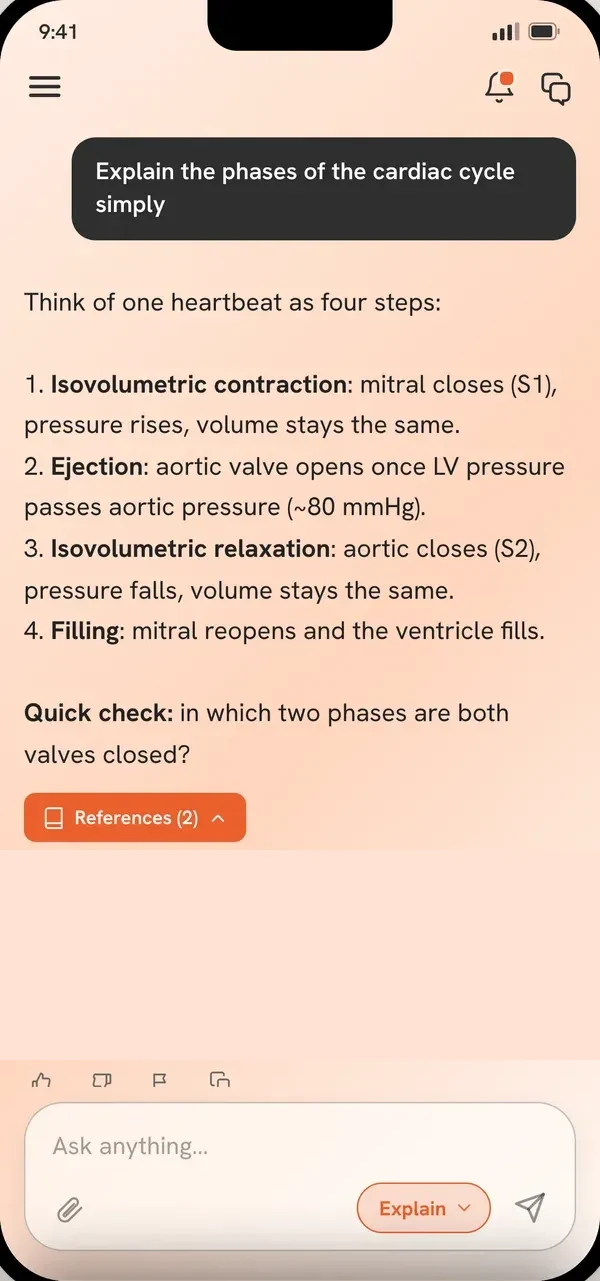 9:41
Explain the phases of the cardiac cycle
simply
Think of one heartbeat as four steps:
1. Isovolumetric contraction: mitral closes (S1),
pressure rises, volume stays the same.
2. Ejection: aortic valve opens once LV pressure
passes aortic pressure (~80 mmHg).
3. Isovolumetric relaxation: aortic closes (S2),
pressure falls, volume stays the same.
4. Filling: mitral reopens and the ventricle fills.
Quick check: in which two phases are both
valves closed?
References (2)
Ask anything...
Explain